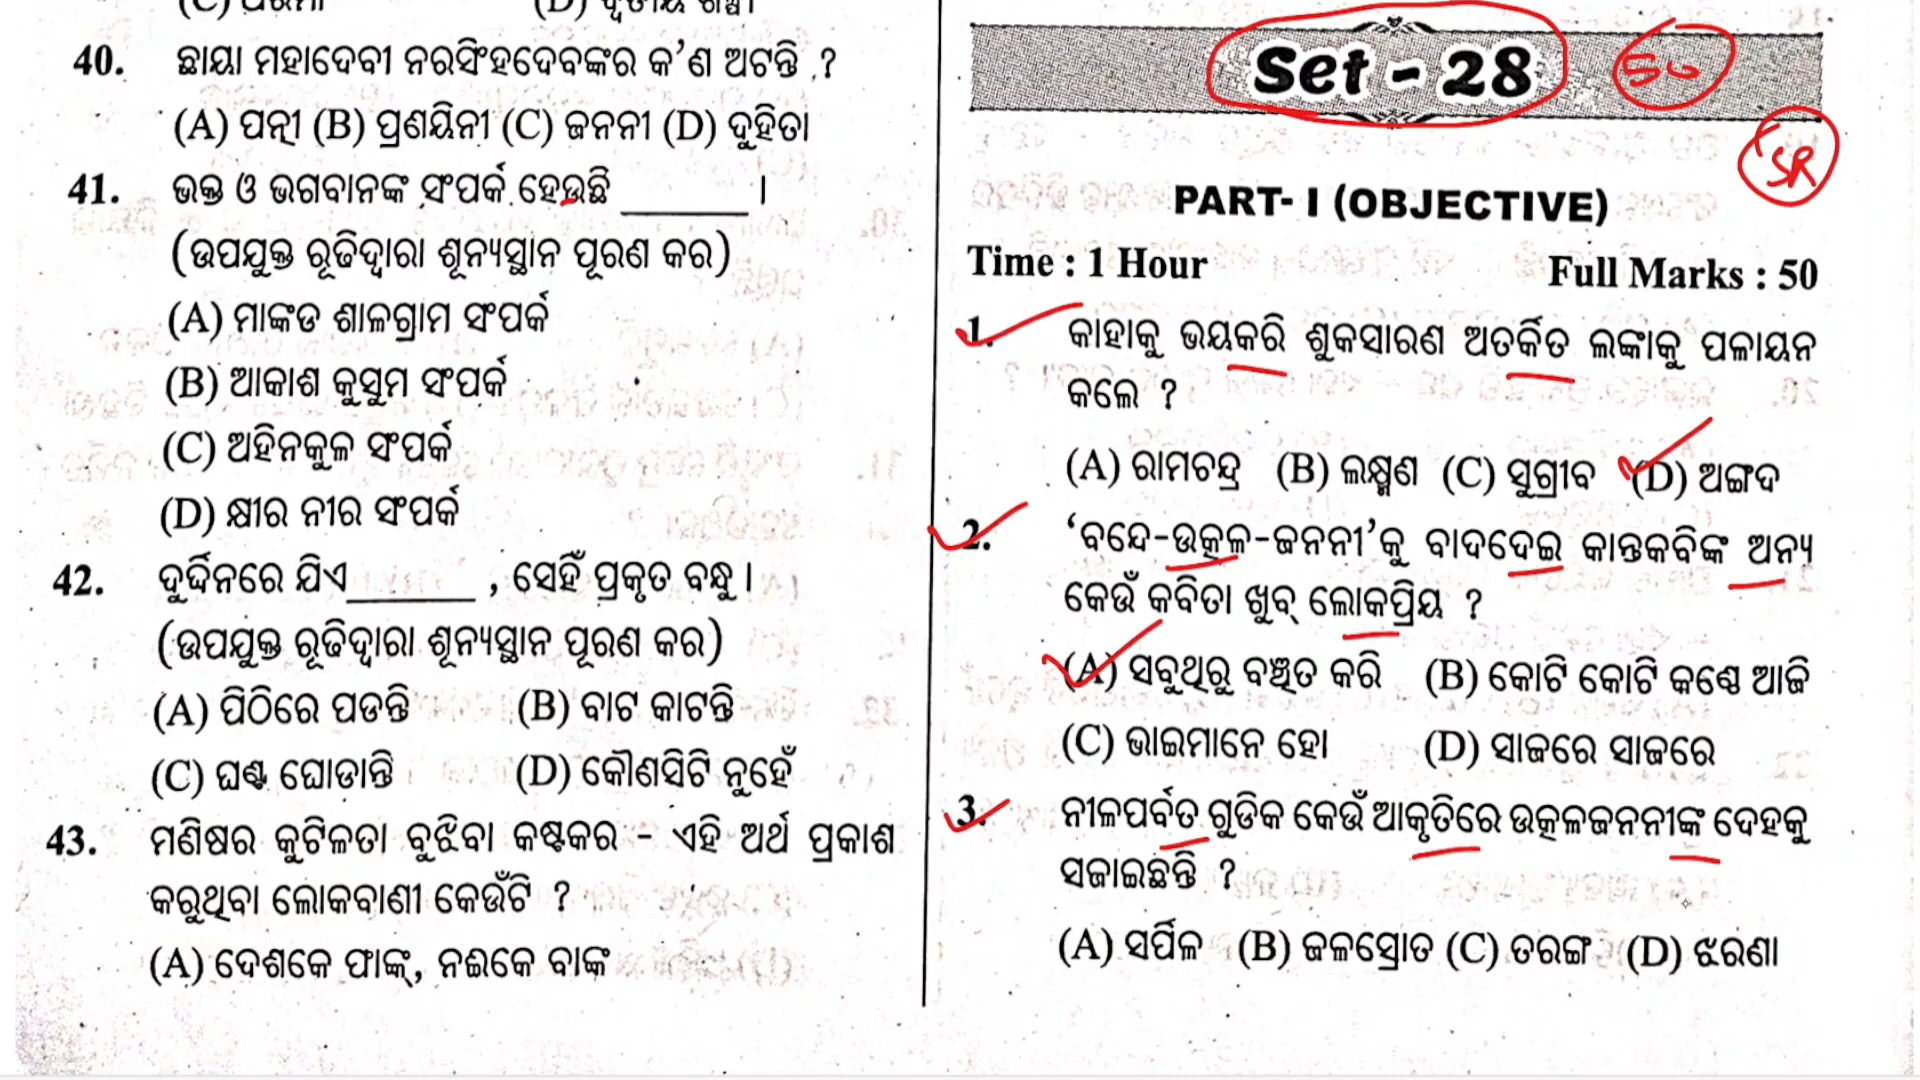 40. ଛାୟା ମହାଦେବୀ ନରସିଂହଦେବଙ୍କର କ'ଣ ଅଟନ୍ତି ?
(A) ପତ୍ନୀ (B) ପ୍ରଣୟିନୀ (C) ଜନନୀ (D) ଦୁହିତା
41. ଭକ୍ତ ଓ ଭଗବାନଙ୍କ ସଂପର୍କ ହେଉଛି ________ ।
(ଉପଯୁକ୍ତ ରୂଢିଦ୍ୱାରା ଶୂନ୍ୟସ୍ଥାନ ପୂରଣ କର)
(A) ମାଙ୍କଡ ଶାଳଗ୍ରାମ ସଂପର୍କ
(B) ଆକାଶ କୁସୁମ ସଂପର୍କ
(C) ଅହିନକୁଳ ସଂପର୍କ
(D) କ୍ଷୀର ନୀର ସଂପର୍କ
42. ଦୁର୍ଦ୍ଦିନରେ ଯିଏ ________ , ସେହିଁ ପ୍ରକୃତ ବନ୍ଧୁ ।
(ଉପଯୁକ୍ତ ରୂଢିଦ୍ୱାରା ଶୂନ୍ୟସ୍ଥାନ ପୂରଣ କର)
(A) ପିଠିରେ ପଡନ୍ତି (B) ବାଟ କାଟନ୍ତି
(C) ଘଣ୍ଟ ଘୋଡାନ୍ତି (D) କୌଣସିଟି ନୁହେଁ
43. ମଣିଷର କୁଟିଳତା ବୁଝିବା କଷ୍ଟକର - ଏହି ଅର୍ଥ ପ୍ରକାଶ
କରୁଥିବା ଲୋକବାଣୀ କେଉଁଟି ?
(A) ଦେଶକେ ଫାଙ୍କ, ନଈକେ ବାଙ୍କ
Set - 28
SR
PART- I (OBJECTIVE)
Time : 1 Hour Full Marks : 50
1. କାହାକୁ ଭୟକରି ଶୁକସାରଣ ଅତର୍କିତ ଲଙ୍କାକୁ ପଳାୟନ
କଲେ ?
(A) ରାମଚନ୍ଦ୍ର (B) ଲକ୍ଷ୍ମଣ (C) ସୁଗ୍ରୀବ (D) ଅଙ୍ଗଦ
2. 'ବନ୍ଦେ-ଉତ୍କଳ-ଜନନୀ'କୁ ବାଦଦେଇ କାନ୍ତକବିଙ୍କ ଅନ୍ୟ
କେଉଁ କବିତା ଖୁବ୍ ଲୋକପ୍ରିୟ ?
(A) ସବୁଥିରୁ ବଞ୍ଚିତ କରି (B) କୋଟି କୋଟି କଣ୍ଠେ ଆଜି
(C) ଭାଇମାନେ ହୋ (D) ସାଜରେ ସାଜରେ
3. ନୀଳପର୍ବତ ଗୁଡିକ କେଉଁ ଆକୃତିରେ ଉତ୍କଳଜନନୀଙ୍କ ଦେହକୁ
ସଜାଇଛନ୍ତି ?
(A) ସର୍ପିଳ (B) ଜଳସ୍ରୋତ (C) ତରଙ୍ଗ (D) ଝରଣା